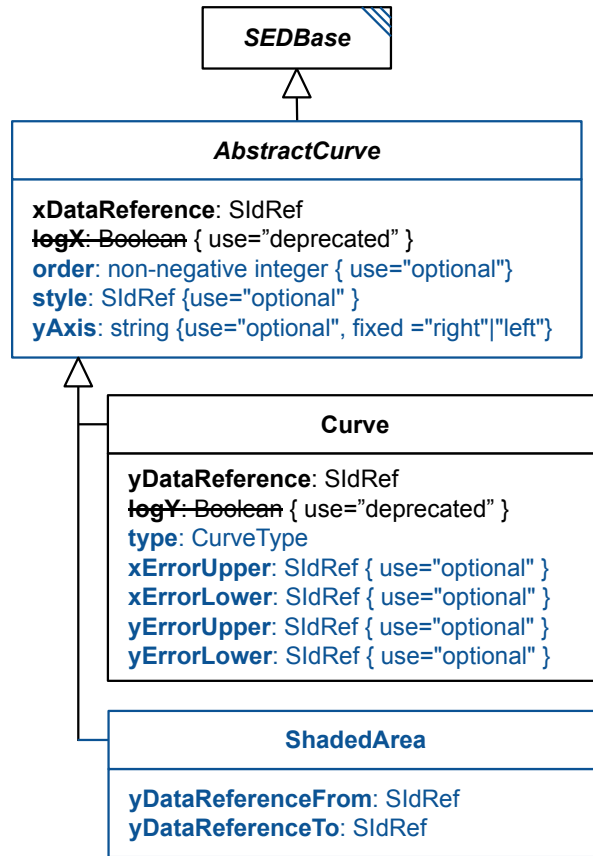 SEDBase
AbstractCurve
xDataReference: SIdRef
logX: Boolean { use=”deprecated” }
order: non-negative integer { use="optional"}
style: SIdRef {use="optional" }
yAxis: string {use="optional", fixed ="right"|"left"}
Curve
yDataReference: SIdRef
logY: Boolean { use=”deprecated” }
type: CurveType
xErrorUpper: SIdRef { use="optional" }
xErrorLower: SIdRef { use="optional" }
yErrorUpper: SIdRef { use="optional" }
yErrorLower: SIdRef { use="optional" }
ShadedArea
yDataReferenceFrom: SIdRef
yDataReferenceTo: SIdRef